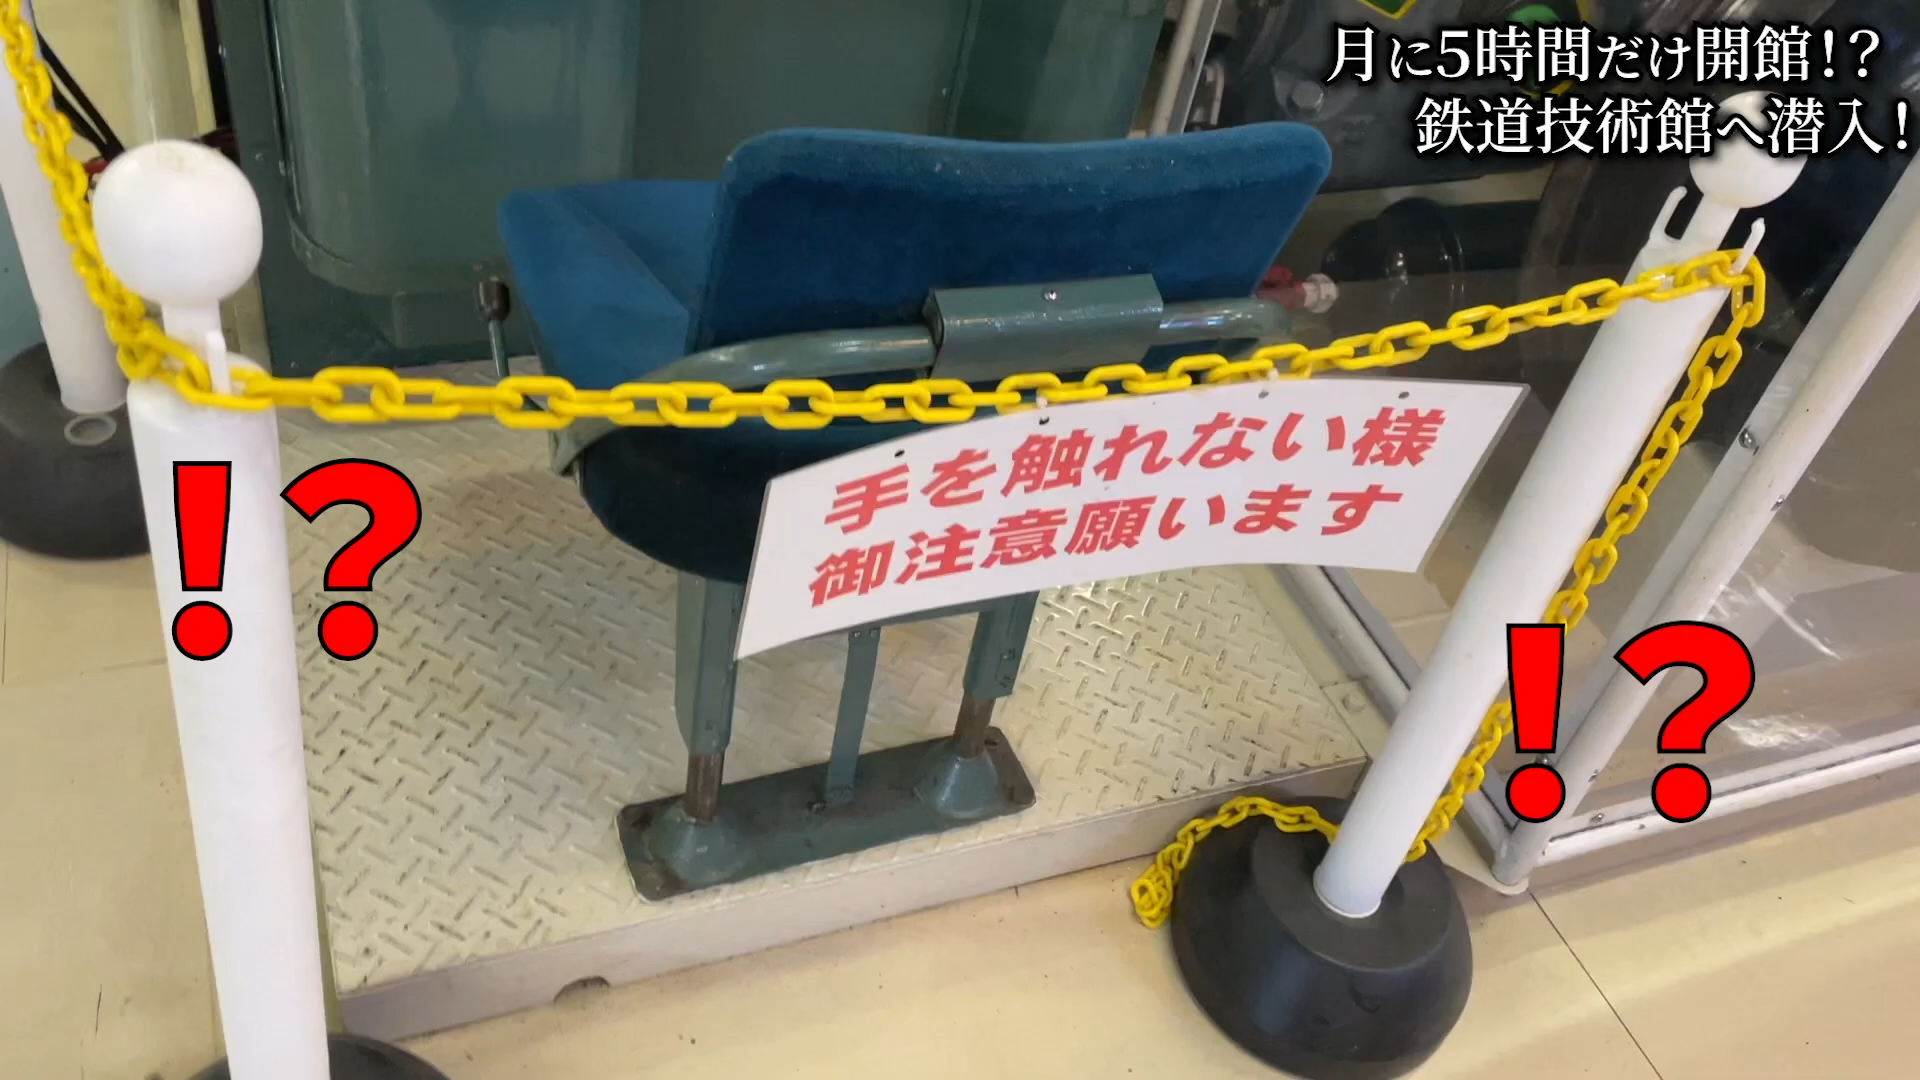 月に5時間だけ開館！？
鉄道技術館へ潜入！
手を触れない様
御注意願います
！？
！？